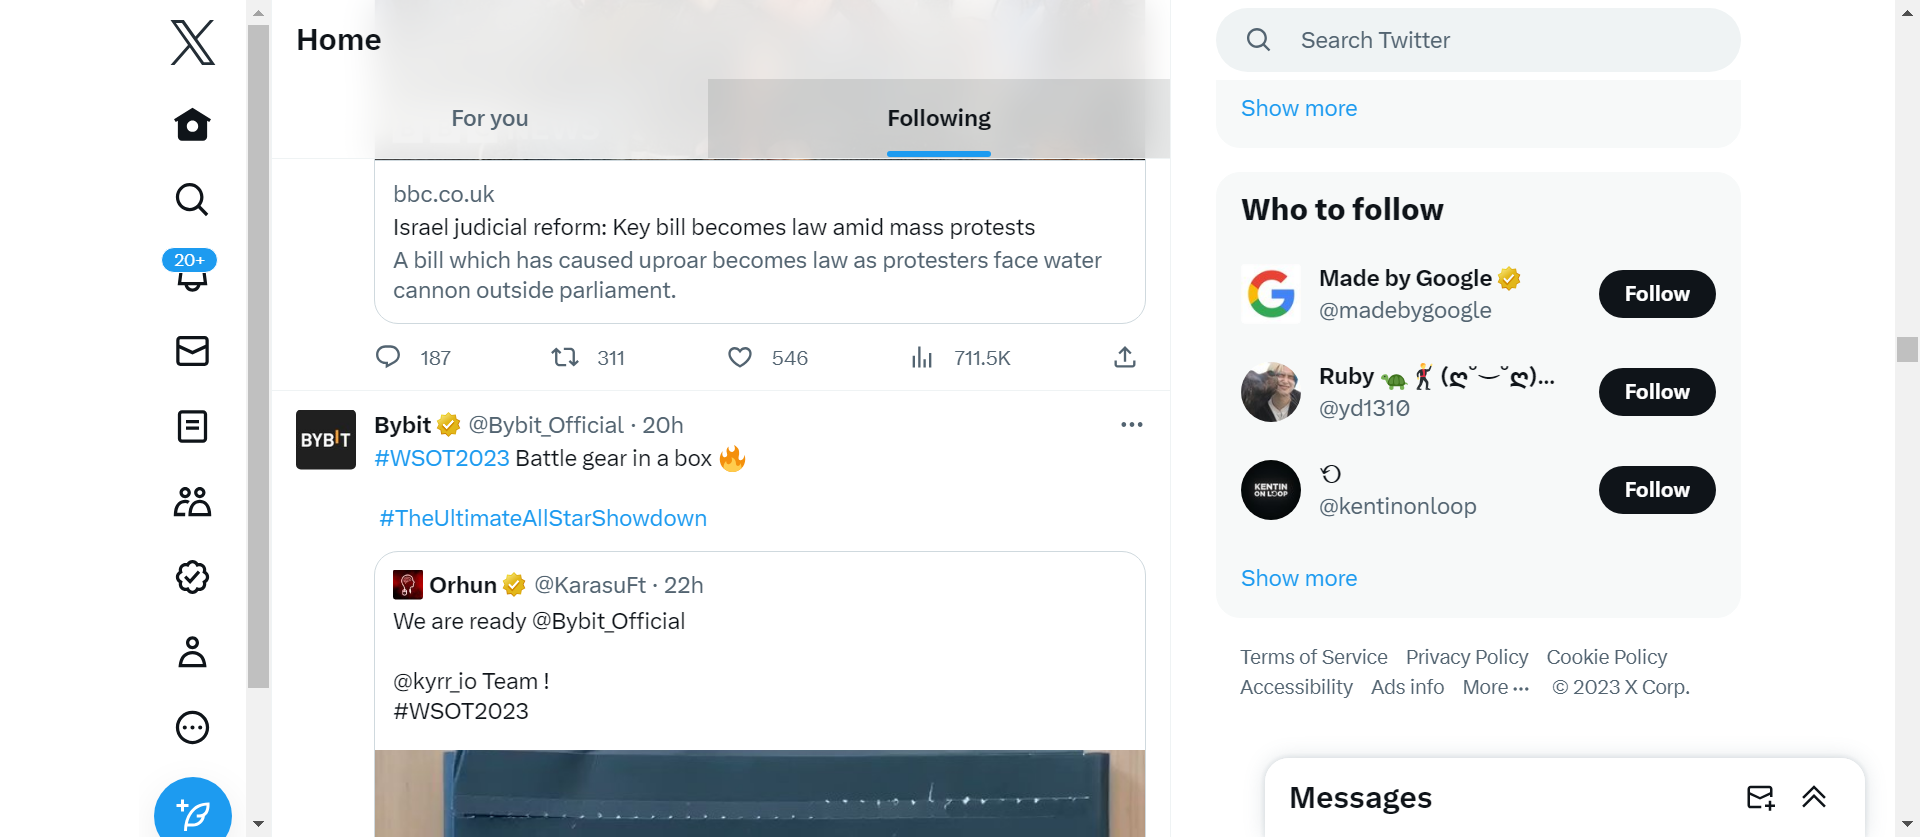 Home
For you
Following
20+
bbc.co.uk
Israel judicial reform: Key bill becomes law amid mass protests
A bill which has caused uproar becomes law as protesters face water
cannon outside parliament.
187
311
546
711.5K
BYBIT
Bybit @Bybit_Official · 20h
#WSOT2023 Battle gear in a box 🔥
#TheUltimateAllStarShowdown
Orhun @KarasuFt · 22h
We are ready @Bybit_Official
@kyrr_io Team !
#WSOT2023
Search Twitter
Show more
Who to follow
Made by Google
@madebygoogle
Follow
Ruby 🐢🕺 (ღ˘⌣˘ღ)...
@yd1310
Follow
KENTIN
ON LOOP
@kentinonloop
Follow
Show more
Terms of Service Privacy Policy Cookie Policy
Accessibility Ads info More ··· © 2023 X Corp.
Messages